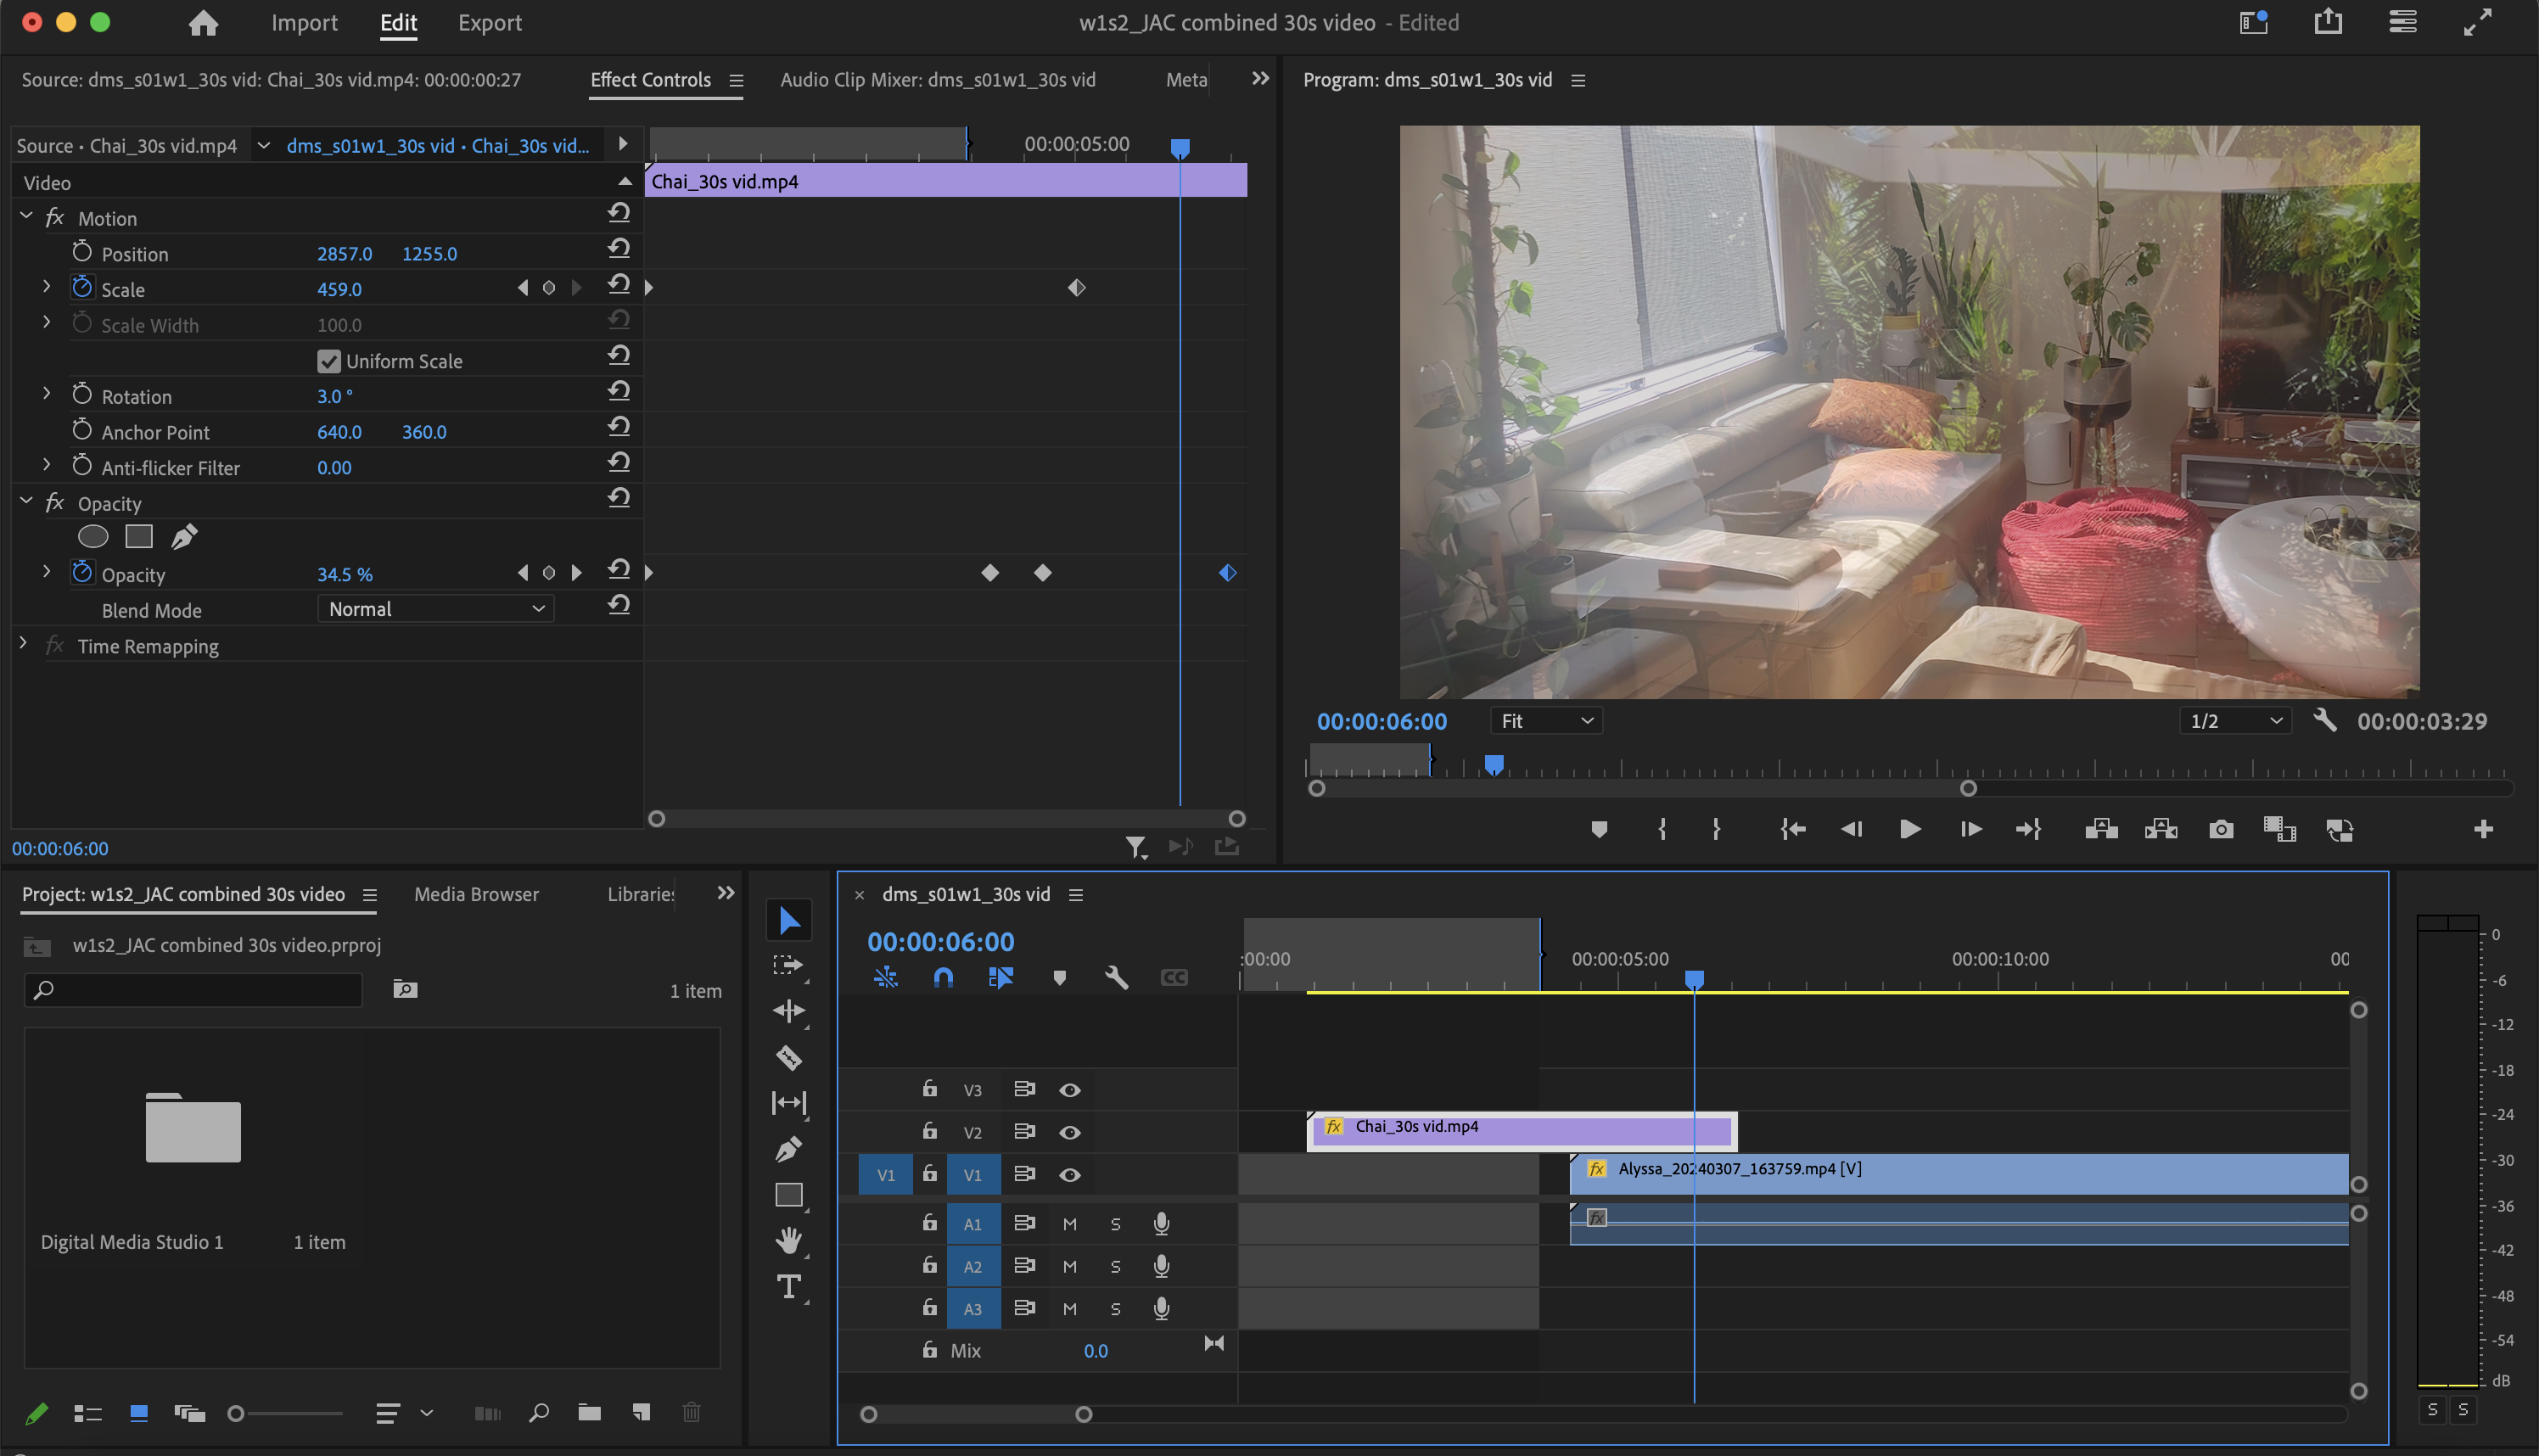 Import Edit Export
w1s2_JAC combined 30s video - Edited
Source: dms_s01w1_30s vid: Chai_30s vid.mp4: 00:00:00:27
Effect Controls
Audio Clip Mixer: dms_s01w1_30s vid
Meta
Source • Chai_30s vid.mp4
dms_s01w1_30s vid • Chai_30s vid...
00:00:05:00
Video
Chai_30s vid.mp4
fx Motion
Position 2857.0 1255.0
Scale 459.0
Scale Width 100.0
Uniform Scale
Rotation 3.0 °
Anchor Point 640.0 360.0
Anti-flicker Filter 0.00
fx Opacity
Opacity 34.5 %
Blend Mode Normal
fx Time Remapping
00:00:06:00
Program: dms_s01w1_30s vid
00:00:06:00 Fit 1/2 00:00:03:29
Project: w1s2_JAC combined 30s video
Media Browser
Libraries
w1s2_JAC combined 30s video.prproj
1 item
Digital Media Studio 1 1 item
dms_s01w1_30s vid
00:00:06:00
CC
:00:00 00:00:05:00 00:00:10:00 00
V3
V2
fx Chai_30s vid.mp4
V1 V1
fx Alyssa_20240307_163759.mp4 [V]
A1 M S
fx
A2 M S
A3 M S
Mix 0.0
0
-6
-12
-18
-24
-30
-36
-42
-48
-54
dB
S S